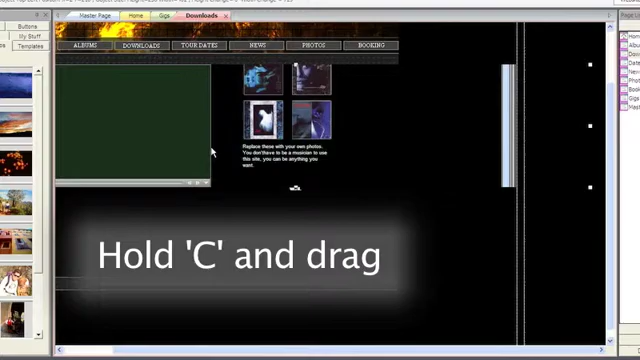 Master Page
Home
Gigs
Downloads
Buttons
My Stuff
Templates
ALBUMS
DOWNLOADS
TOUR DATES
NEWS
PHOTOS
BOOKING
Replace these with your own photos.
You don'thave to be a musician to use
this site, you can be anything you
want.
Hold 'C' and drag